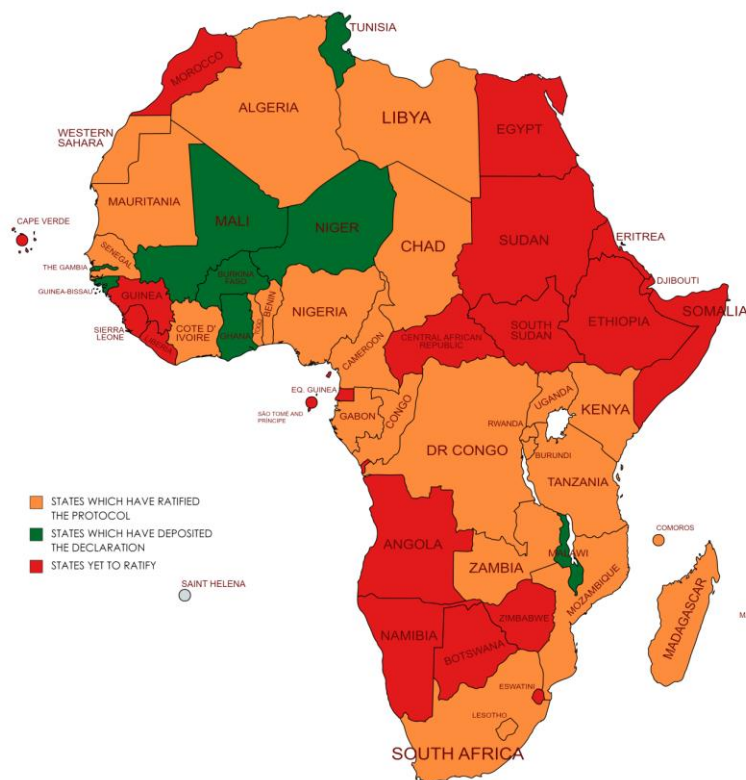 TUNISIA
MOROCCO
ALGERIA
LIBYA
EGYPT
WESTERN
SAHARA
MAURITANIA
MALI
NIGER
CHAD
SUDAN
ERITREA
CAPE VERDE
SENEGAL
THE GAMBIA
BURKINA
FASO
DJIBOUTI
GUINEA-BISSAU
GUINEA
NIGERIA
BENIN
TOGO
GHANA
COTE D'
IVOIRE
SIERRA
LEONE
LIBERIA
CAMEROON
CENTRAL AFRICAN
REPUBLIC
SOUTH
SUDAN
ETHIOPIA
SOMALIA
EQ. GUINEA
SÃO TOMÉ AND
PRÍNCIPE
GABON
CONGO
UGANDA
KENYA
RWANDA
DR CONGO
BURUNDI
TANZANIA
STATES WHICH HAVE RATIFIED
THE PROTOCOL
STATES WHICH HAVE DEPOSITED
THE DECLARATION
STATES YET TO RATIFY
SAINT HELENA
ANGOLA
ZAMBIA
MALAWI
COMOROS
MOZAMBIQUE
MADAGASCAR
NAMIBIA
ZIMBABWE
BOTSWANA
ESWATINI
LESOTHO
SOUTH AFRICA